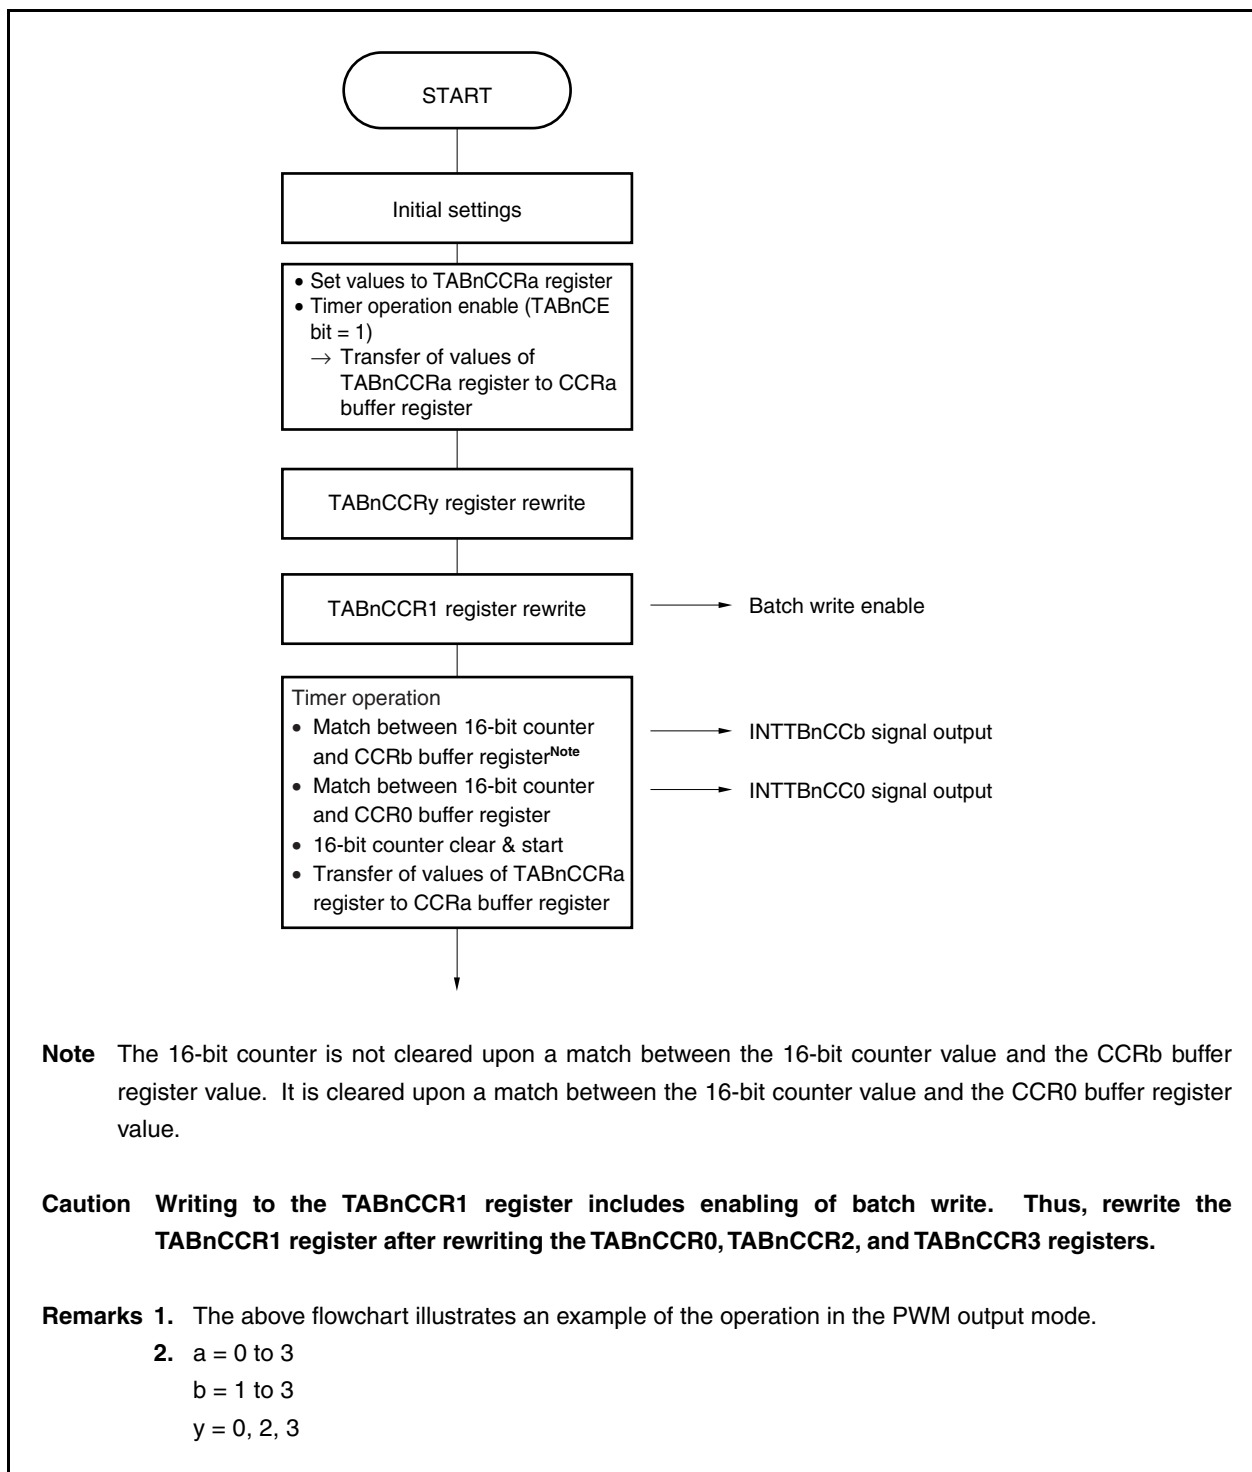 START
Initial settings
• Set values to TABnCCRa register
• Timer operation enable (TABnCE
bit = 1)
→ Transfer of values of
TABnCCRa register to CCRa
buffer register
TABnCCRy register rewrite
TABnCCR1 register rewrite
Batch write enable
Timer operation
• Match between 16-bit counter
and CCRb buffer registerNote
INTTBnCCb signal output
• Match between 16-bit counter
and CCR0 buffer register
INTTBnCC0 signal output
• 16-bit counter clear & start
• Transfer of values of TABnCCRa
register to CCRa buffer register
Note The 16-bit counter is not cleared upon a match between the 16-bit counter value and the CCRb buffer
register value. It is cleared upon a match between the 16-bit counter value and the CCR0 buffer register
value.
Caution Writing to the TABnCCR1 register includes enabling of batch write. Thus, rewrite the
TABnCCR1 register after rewriting the TABnCCR0, TABnCCR2, and TABnCCR3 registers.
Remarks 1. The above flowchart illustrates an example of the operation in the PWM output mode.
2. a = 0 to 3
b = 1 to 3
y = 0, 2, 3